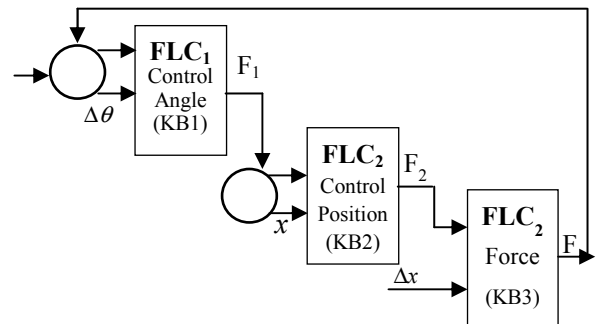 FLC₁
Control
Angle
(KB1)
Δθ
F₁
FLC₂
Control
Position
(KB2)
x
F₂
FLC₂
Force
(KB3)
Δx
F